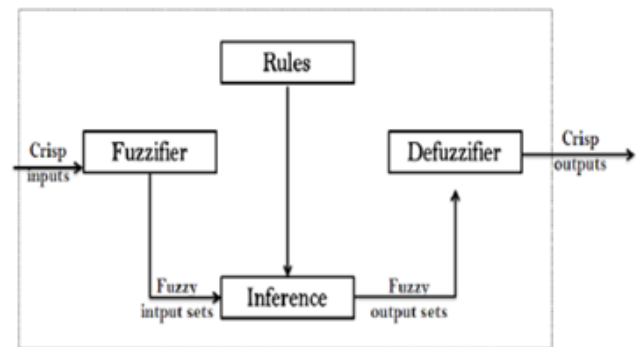 Rules
Crisp
inputs
Fuzzifier
Defuzzifier
Crisp
outputs
Fuzzy
intput sets
Inference
Fuzzy
output sets